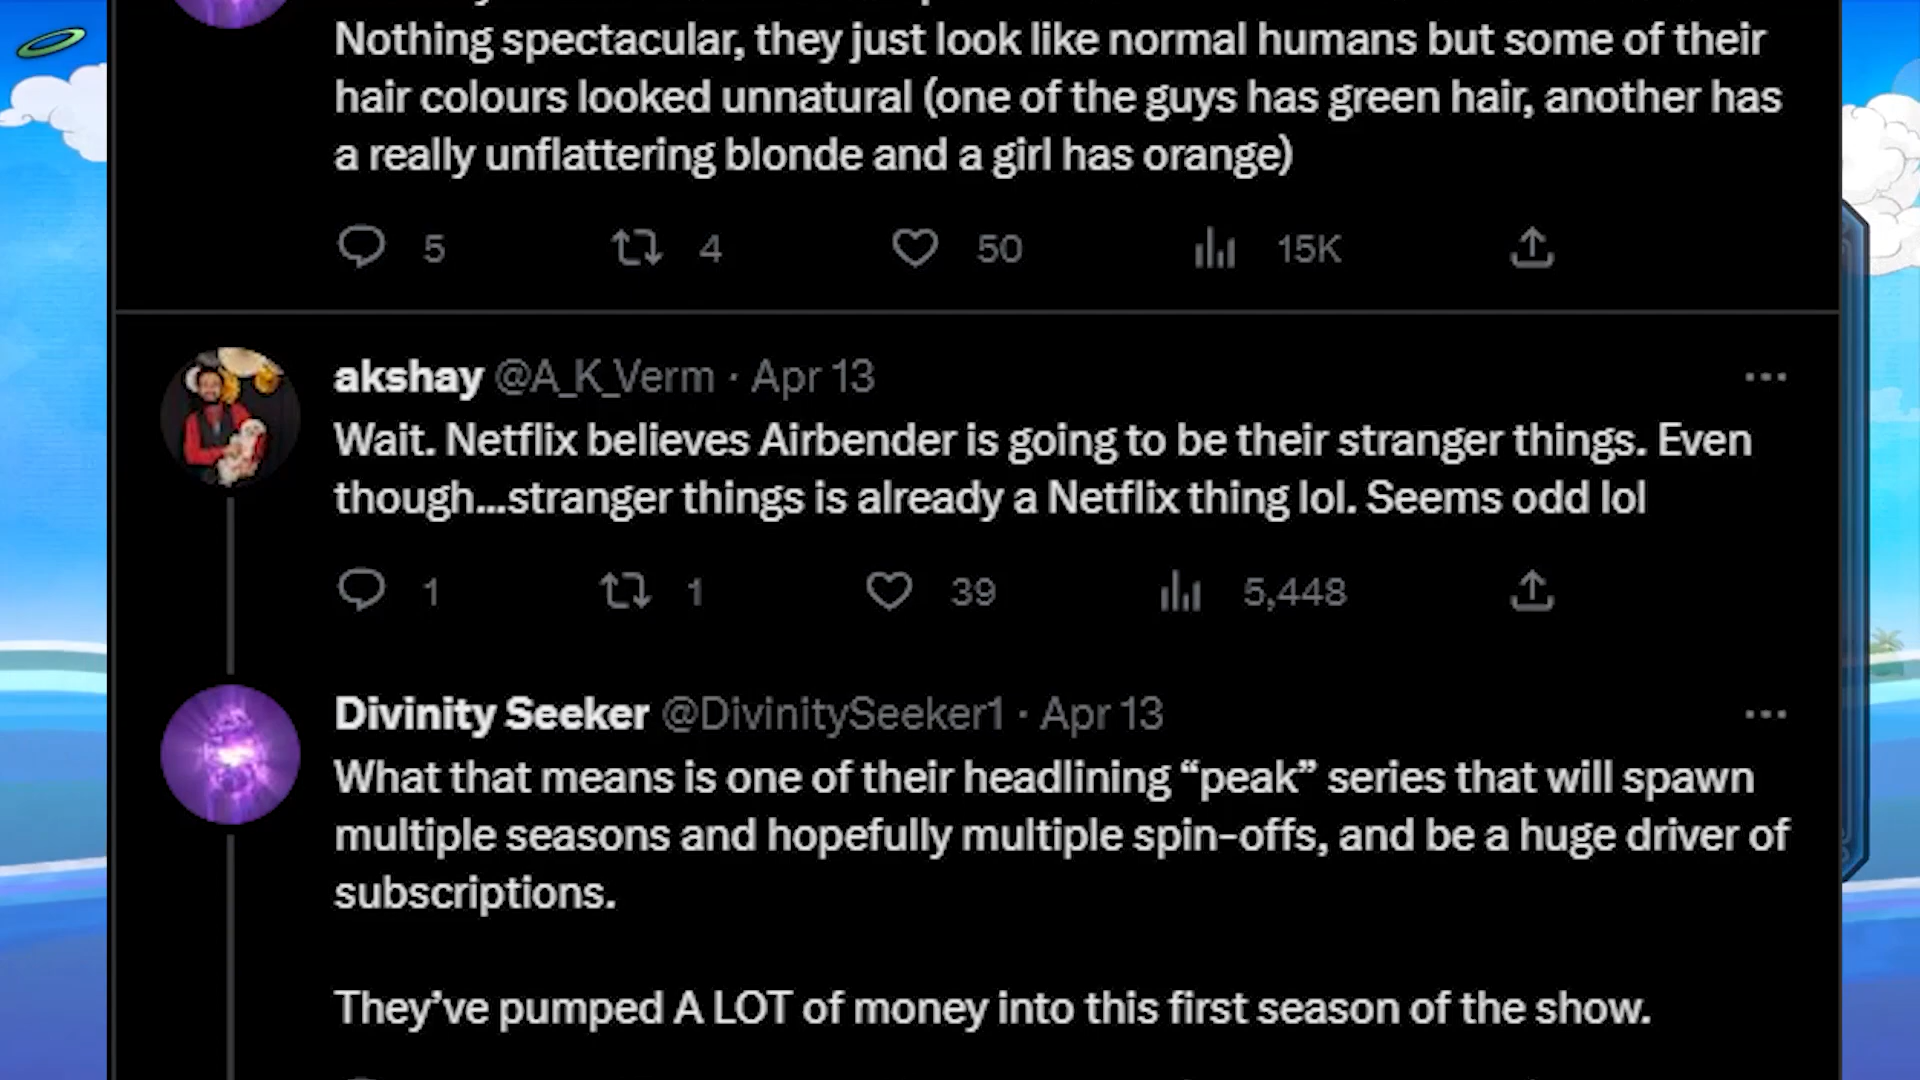 Nothing spectacular, they just look like normal humans but some of their
hair colours looked unnatural (one of the guys has green hair, another has
a really unflattering blonde and a girl has orange)
5 4 50 15K
akshay @A_K_Verm · Apr 13
Wait. Netflix believes Airbender is going to be their stranger things. Even
though...stranger things is already a Netflix thing lol. Seems odd lol
1 1 39 5,448
Divinity Seeker @DivinitySeeker1 · Apr 13
What that means is one of their headlining “peak” series that will spawn
multiple seasons and hopefully multiple spin-offs, and be a huge driver of
subscriptions.
They’ve pumped A LOT of money into this first season of the show.